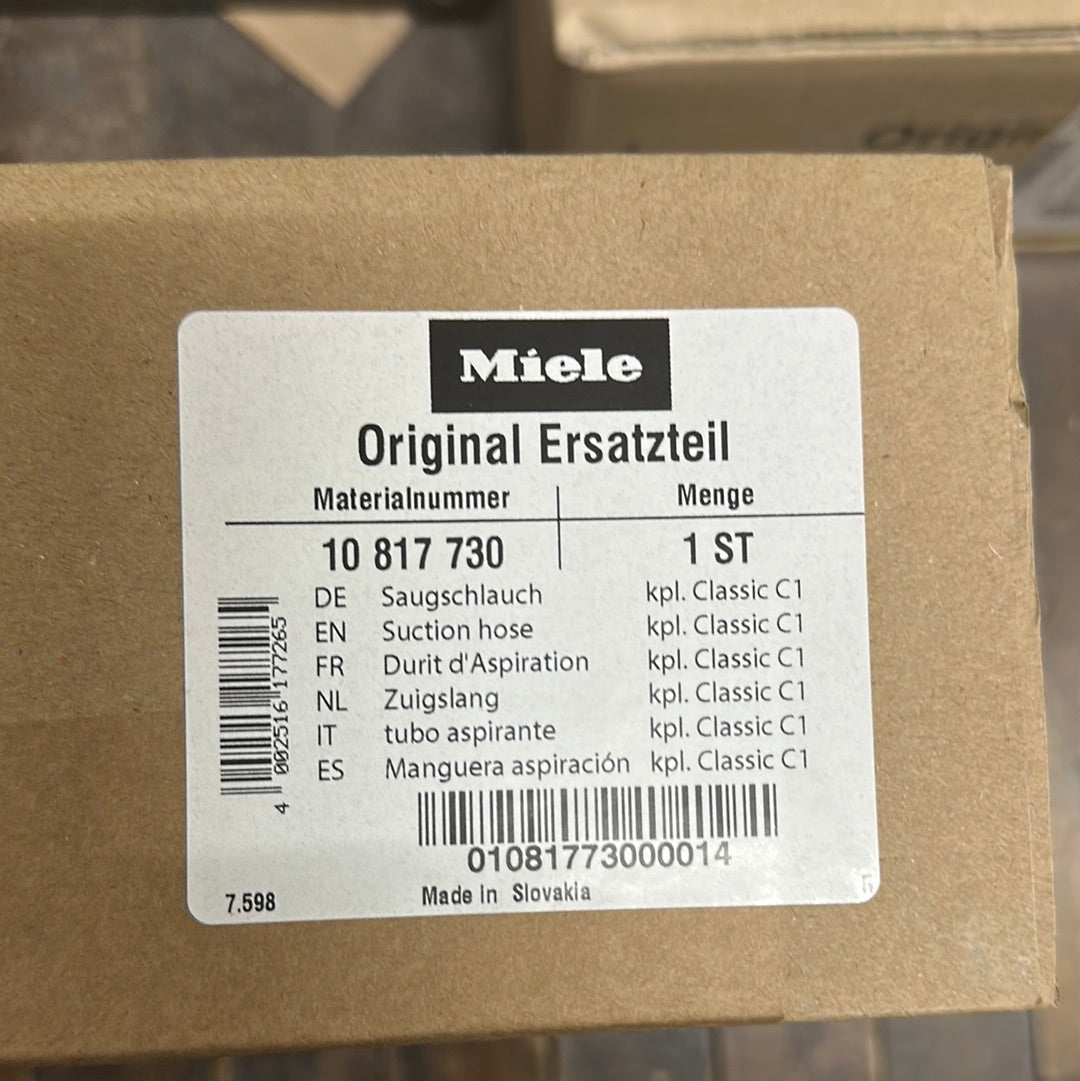 Miele
Original Ersatzteil
Materialnummer Menge
10 817 730 1 ST
DE Saugschlauch kpl. Classic C1
EN Suction hose kpl. Classic C1
FR Durit d'Aspiration kpl. Classic C1
NL Zuigslang kpl. Classic C1
IT tubo aspirante kpl. Classic C1
ES Manguera aspiración kpl. Classic C1
4 002516 177265
01081773000014
7.598 Made in Slovakia